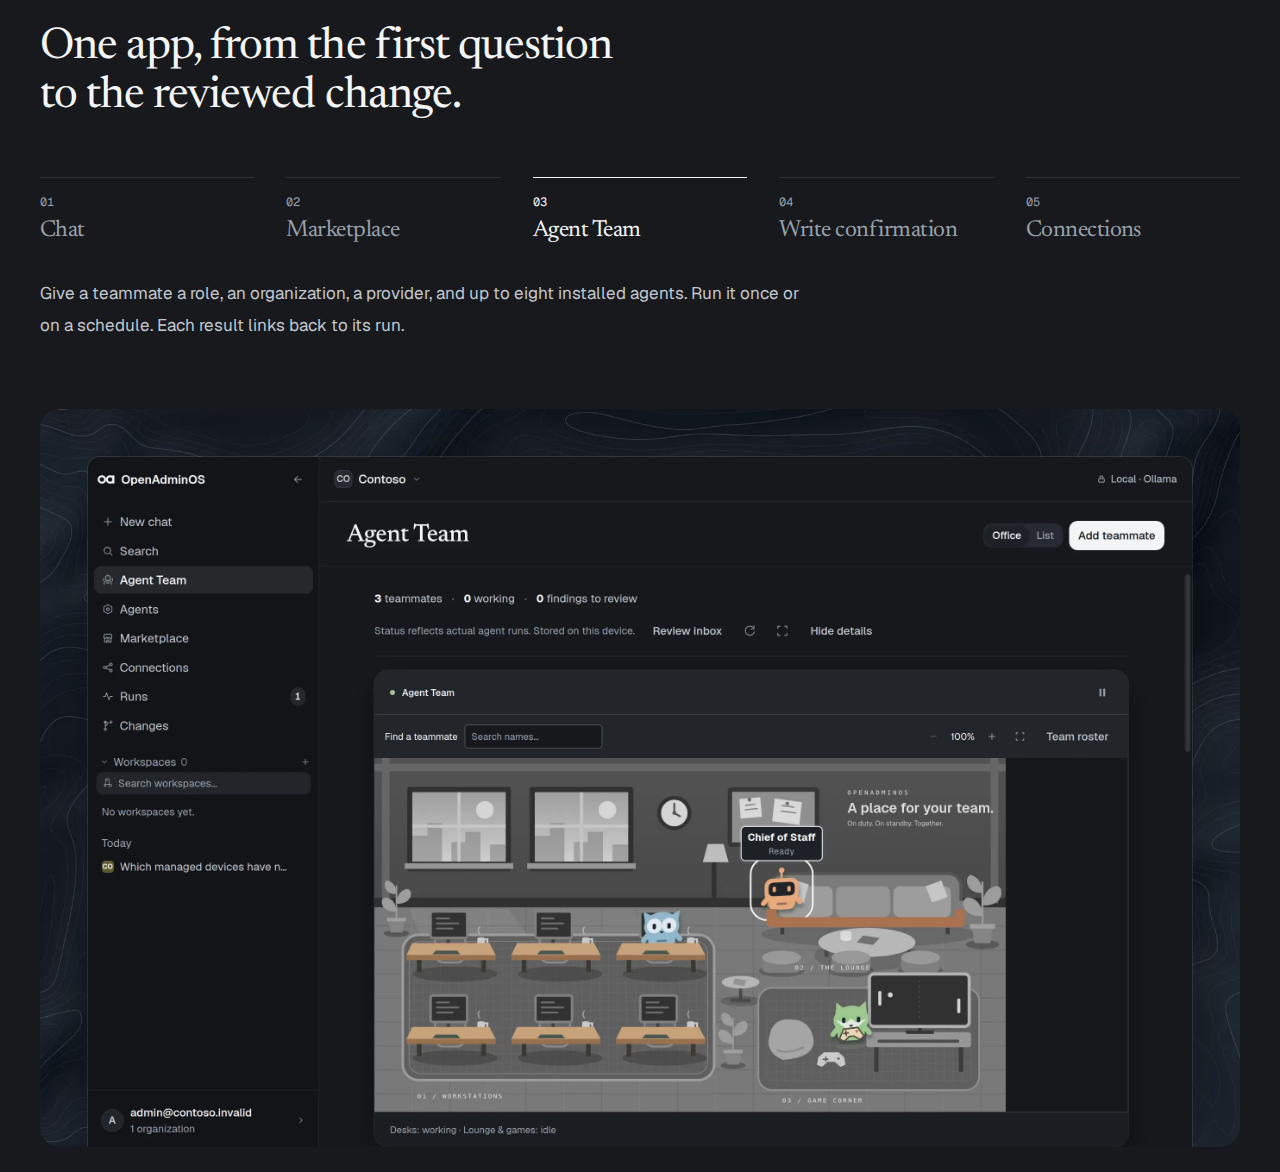 One app, from the first question
to the reviewed change.
01
Chat
02
Marketplace
03
Agent Team
04
Write confirmation
05
Connections
Give a teammate a role, an organization, a provider, and up to eight installed agents. Run it once or
on a schedule. Each result links back to its run.
OpenAdminOS
New chat
Search
Agent Team
Agents
Marketplace
Connections
Runs 1
Changes
Workspaces 0
Search workspaces...
No workspaces yet.
Today
CO Which managed devices have n...
A
admin@contoso.invalid
1 organization
CO Contoso
Local · Ollama
Agent Team
Office List Add teammate
3 teammates · 0 working · 0 findings to review
Status reflects actual agent runs. Stored on this device. Review inbox Hide details
Agent Team
Find a teammate Search names... 100% Team roster
OPENADMINOS
A place for your team.
On duty. On standby. Together.
Chief of Staff
Ready
02 / THE LOUNGE
01 / WORKSTATIONS
03 / GAME CORNER
Desks: working · Lounge & games: idle